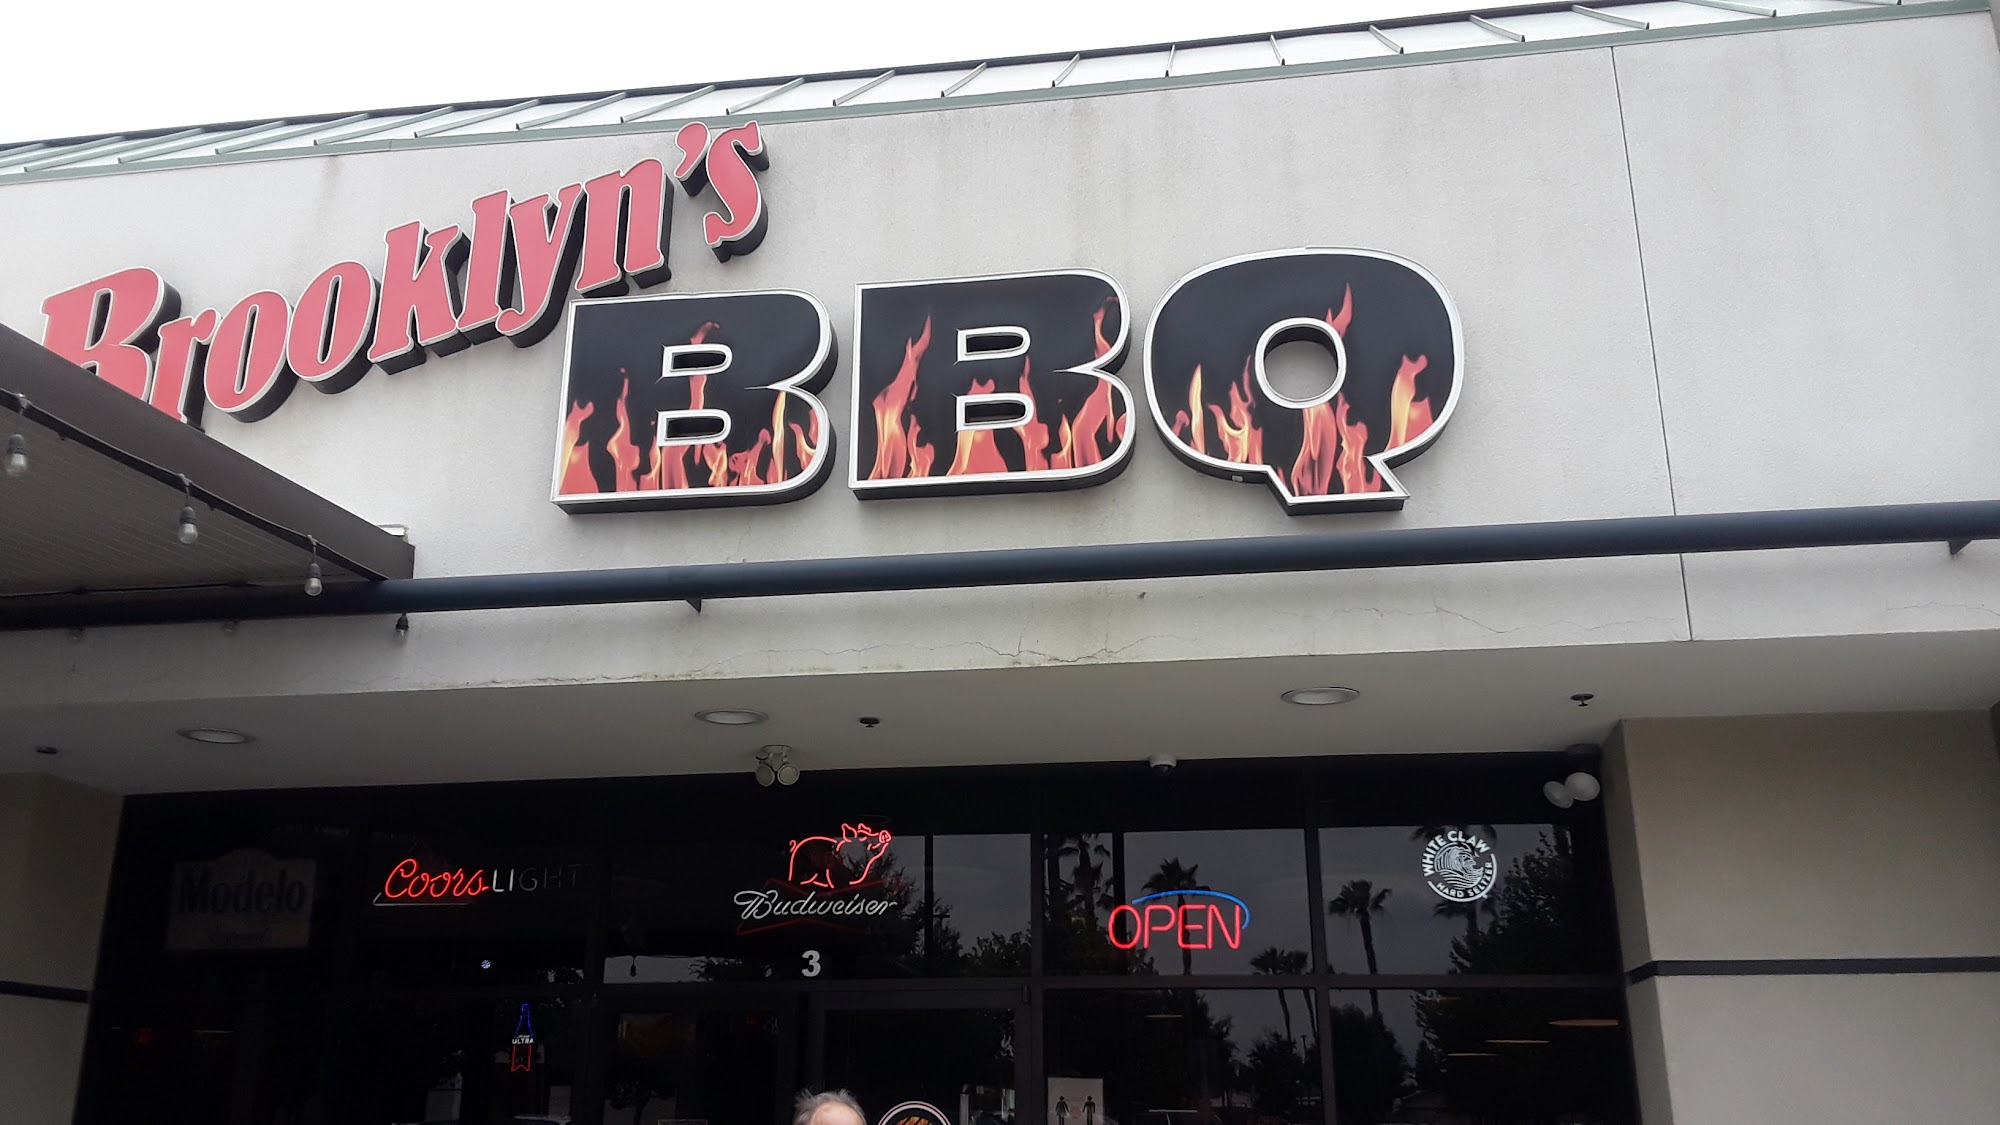 Brooklyn's
BBQ
Modelo
Coors LIGHT
Budweiser
OPEN
WHITE CLAW
HARD SELTZER
3
ULTRA